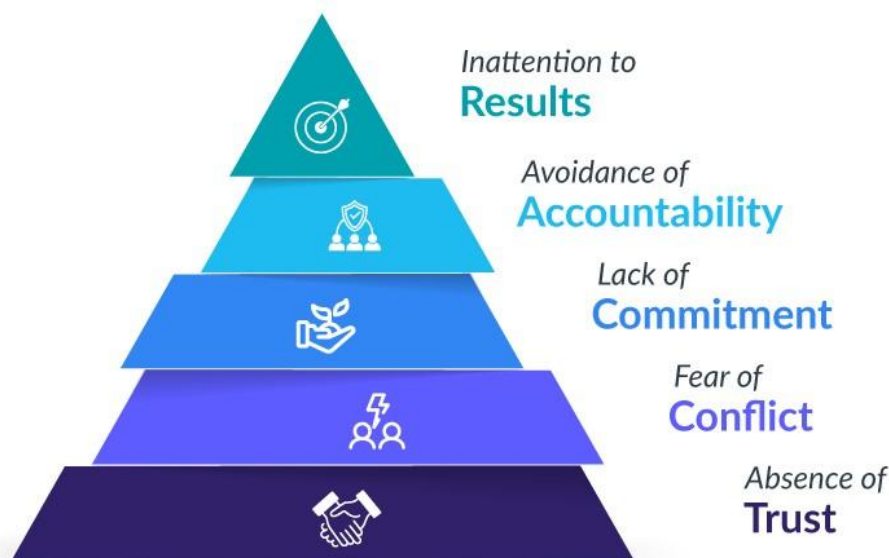 Inattention to
Results
Avoidance of
Accountability
Lack of
Commitment
Fear of
Conflict
Absence of
Trust